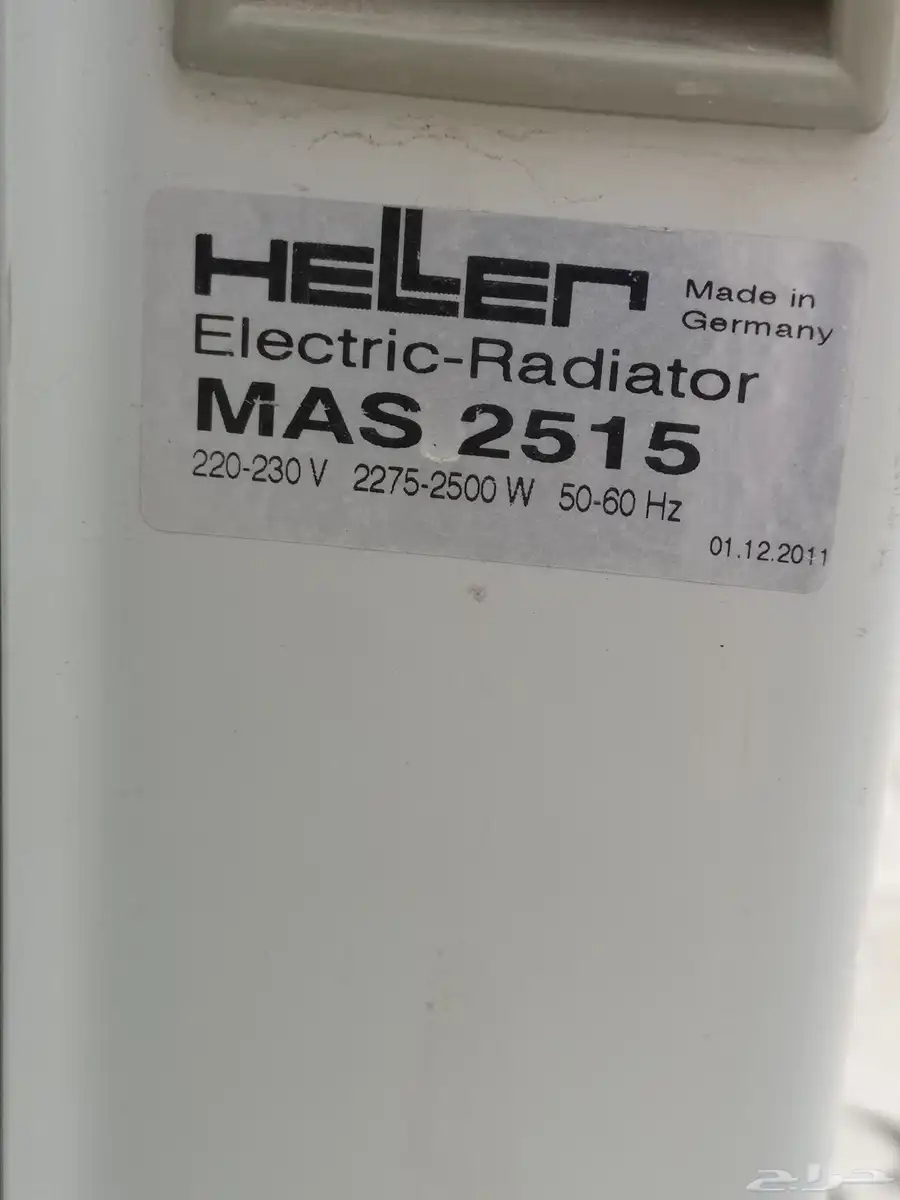 HELLER
Made in
Germany
Electric-Radiator
MAS 2515
220-230 V 2275-2500 W 50-60 Hz
01.12.2011
حراج